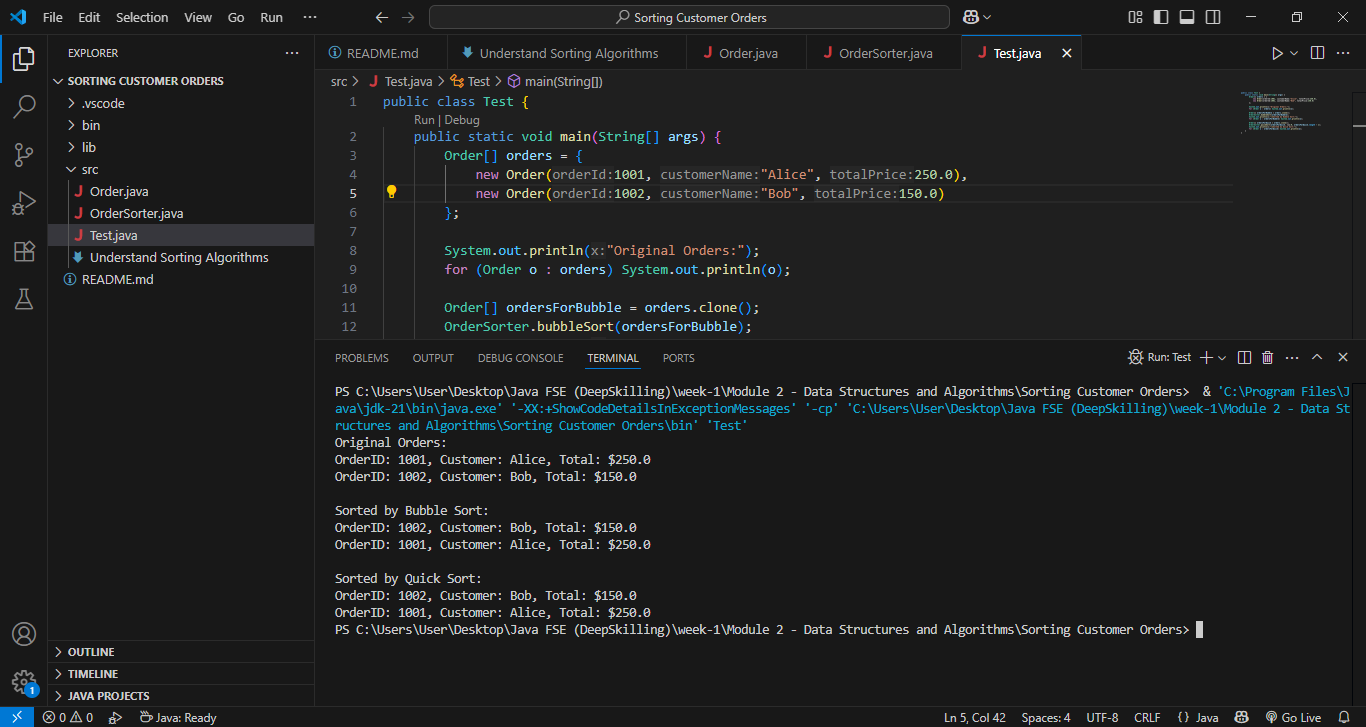 File Edit Selection View Go Run ··· Sorting Customer Orders
EXPLORER ···
SORTING CUSTOMER ORDERS
.vscode
bin
lib
src
Order.java
OrderSorter.java
Test.java
Understand Sorting Algorithms
README.md
OUTLINE
TIMELINE
JAVA PROJECTS
README.md Understand Sorting Algorithms Order.java OrderSorter.java Test.java
src > Test.java > Test > main(String[])
1 public class Test {
Run | Debug
2 public static void main(String[] args) {
3 Order[] orders = {
4 new Order(orderId:1001, customerName:"Alice", totalPrice:250.0),
5 new Order(orderId:1002, customerName:"Bob", totalPrice:150.0)
6 };
7
8 System.out.println(x:"Original Orders:");
9 for (Order o : orders) System.out.println(o);
10
11 Order[] ordersForBubble = orders.clone();
12 OrderSorter.bubbleSort(ordersForBubble);
PROBLEMS OUTPUT DEBUG CONSOLE TERMINAL PORTS Run: Test ···
PS C:\Users\User\Desktop\Java FSE (DeepSkilling)\week-1\Module 2 - Data Structures and Algorithms\Sorting Customer Orders> & 'C:\Program Files\J
ava\jdk-21\bin\java.exe' '-XX:+ShowCodeDetailsInExceptionMessages' '-cp' 'C:\Users\User\Desktop\Java FSE (DeepSkilling)\week-1\Module 2 - Data St
ructures and Algorithms\Sorting Customer Orders\bin' 'Test'
Original Orders:
OrderID: 1001, Customer: Alice, Total: $250.0
OrderID: 1002, Customer: Bob, Total: $150.0

Sorted by Bubble Sort:
OrderID: 1002, Customer: Bob, Total: $150.0
OrderID: 1001, Customer: Alice, Total: $250.0

Sorted by Quick Sort:
OrderID: 1002, Customer: Bob, Total: $150.0
OrderID: 1001, Customer: Alice, Total: $250.0
PS C:\Users\User\Desktop\Java FSE (DeepSkilling)\week-1\Module 2 - Data Structures and Algorithms\Sorting Customer Orders>
1
0 0 Java: Ready Ln 5, Col 42 Spaces: 4 UTF-8 CRLF {} Java Go Live